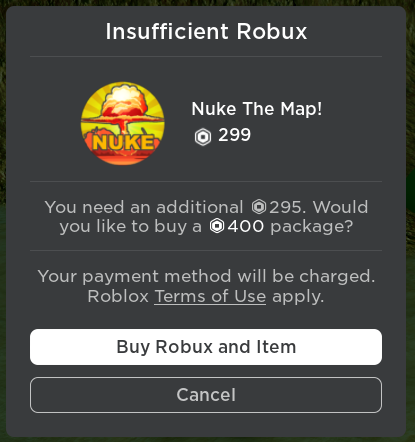 Insufficient Robux
NUKE
Nuke The Map!
299
You need an additional 295. Would
you like to buy a 400 package?
Your payment method will be charged.
Roblox Terms of Use apply.
Buy Robux and Item
Cancel